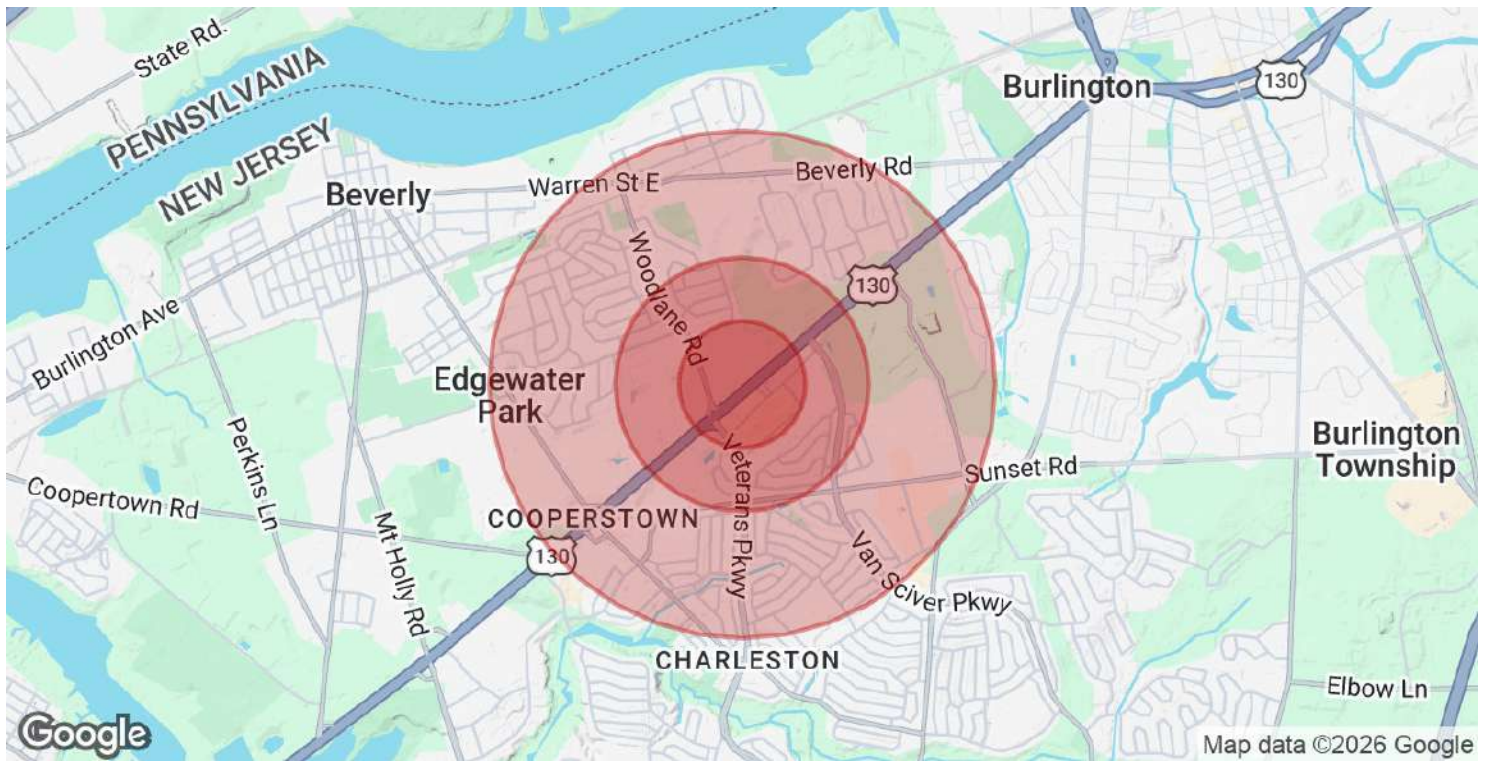 State Rd.
PENNSYLVANIA
NEW JERSEY
Burlington
130
Beverly
Warren St E
Beverly Rd
Woodlane Rd
130
Burlington Ave
Edgewater
Park
Perkins Ln
Veterans Pkwy
Burlington
Township
Sunset Rd
Coopertown Rd
COOPERSTOWN
Mt Holly Rd
130
Van Sciver Pkwy
CHARLESTON
Elbow Ln
Google
Map data ©2026 Google